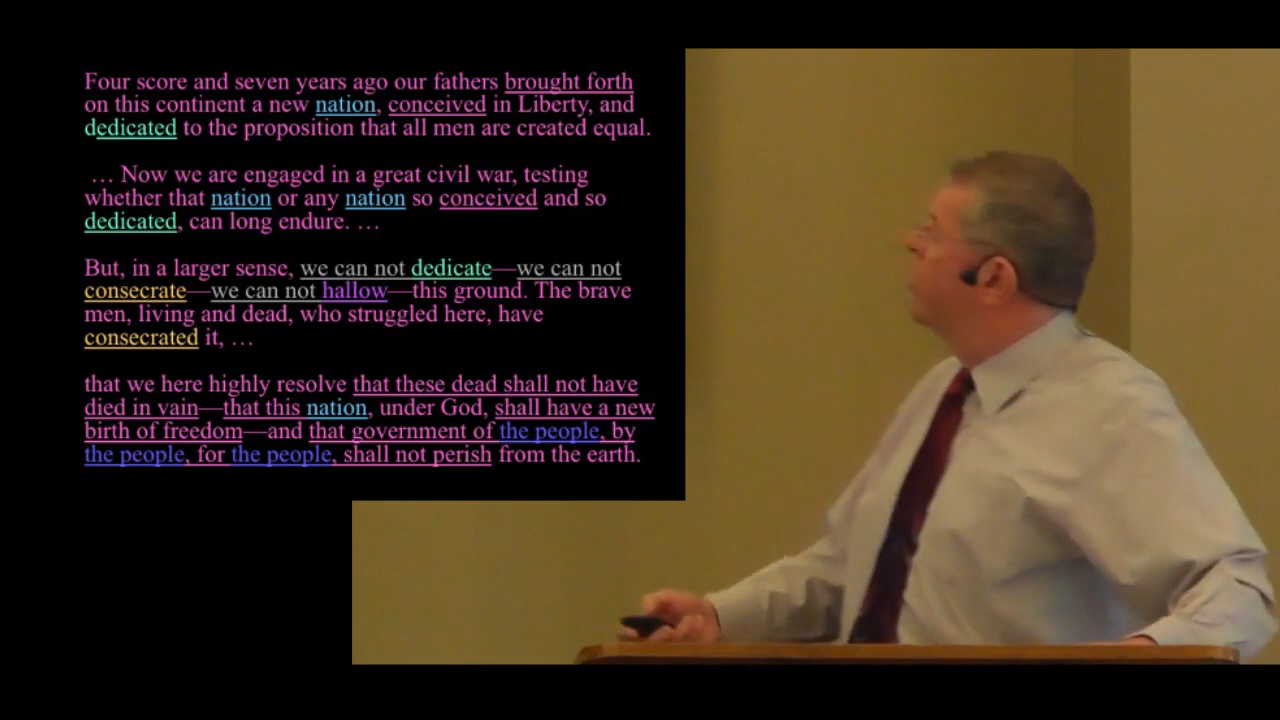 Four score and seven years ago our fathers brought forth
on this continent a new nation, conceived in Liberty, and
dedicated to the proposition that all men are created equal.
… Now we are engaged in a great civil war, testing
whether that nation or any nation so conceived and so
dedicated, can long endure. …
But, in a larger sense, we can not dedicate—we can not
consecrate—we can not hallow—this ground. The brave
men, living and dead, who struggled here, have
consecrated it, …
that we here highly resolve that these dead shall not have
died in vain—that this nation, under God, shall have a new
birth of freedom—and that government of the people, by
the people, for the people, shall not perish from the earth.